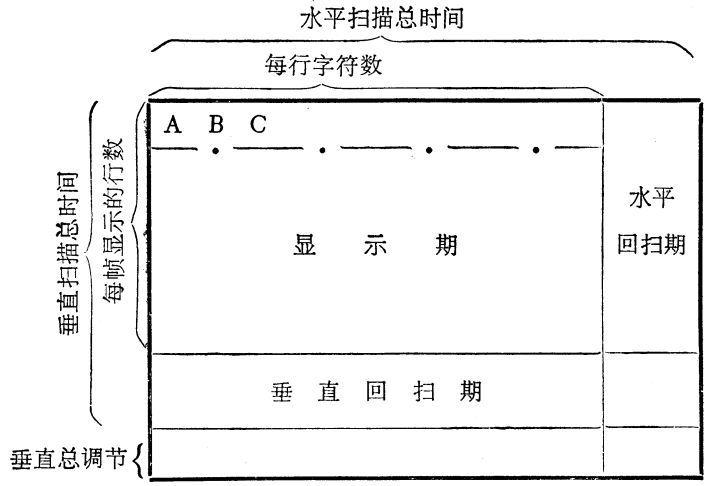 水平扫描总时间
每行字符数
A B C
垂直扫描总时间
每帧显示的行数
显示期
水平
回扫期
垂直回扫期
垂直总调节